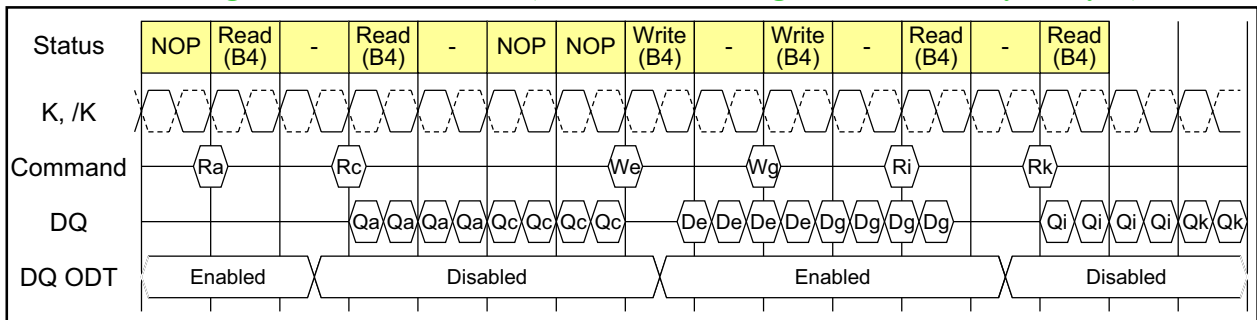 Status NOP Read (B4) - Read (B4) - NOP NOP Write (B4) - Write (B4) - Read (B4) - Read (B4)
K, /K
Command Ra Rc We Wg Ri Rk
DQ Qa Qa Qa Qa Qc Qc Qc Qc De De De De Dg Dg Dg Dg Qi Qi Qi Qi Qk Qk
DQ ODT Enabled Disabled Enabled Disabled